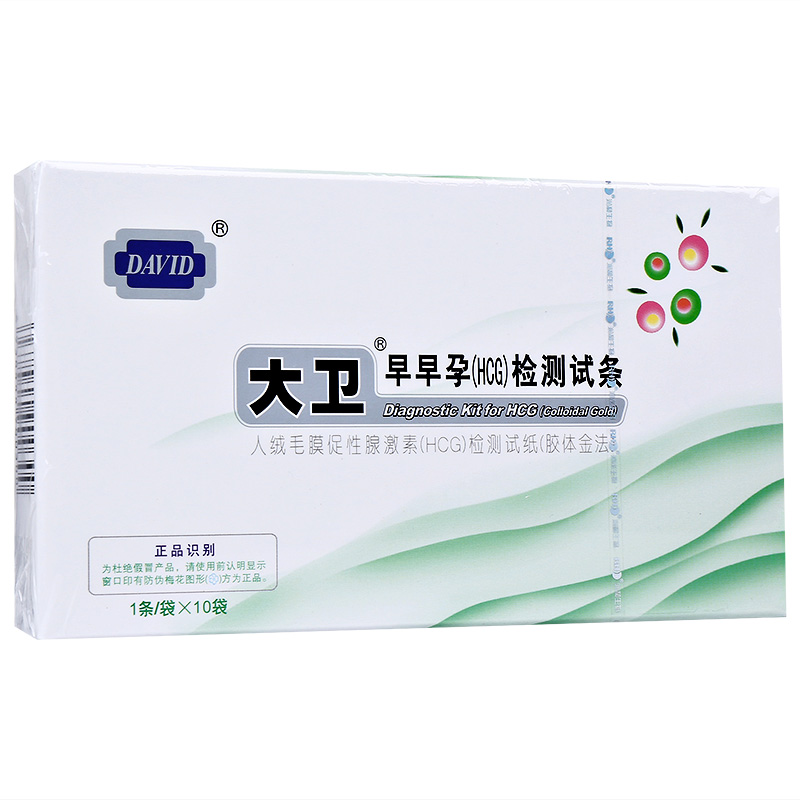 DAVID®
大卫®
早早孕(HCG)检测试条
Diagnostic Kit for HCG (Colloidal Gold)
人绒毛膜促性腺激素(HCG)检测试纸(胶体金法
正品识别
为杜绝假冒产品,请使用前认明显示
窗口印有防伪梅花图形( )方为正品。
1条/袋×10袋